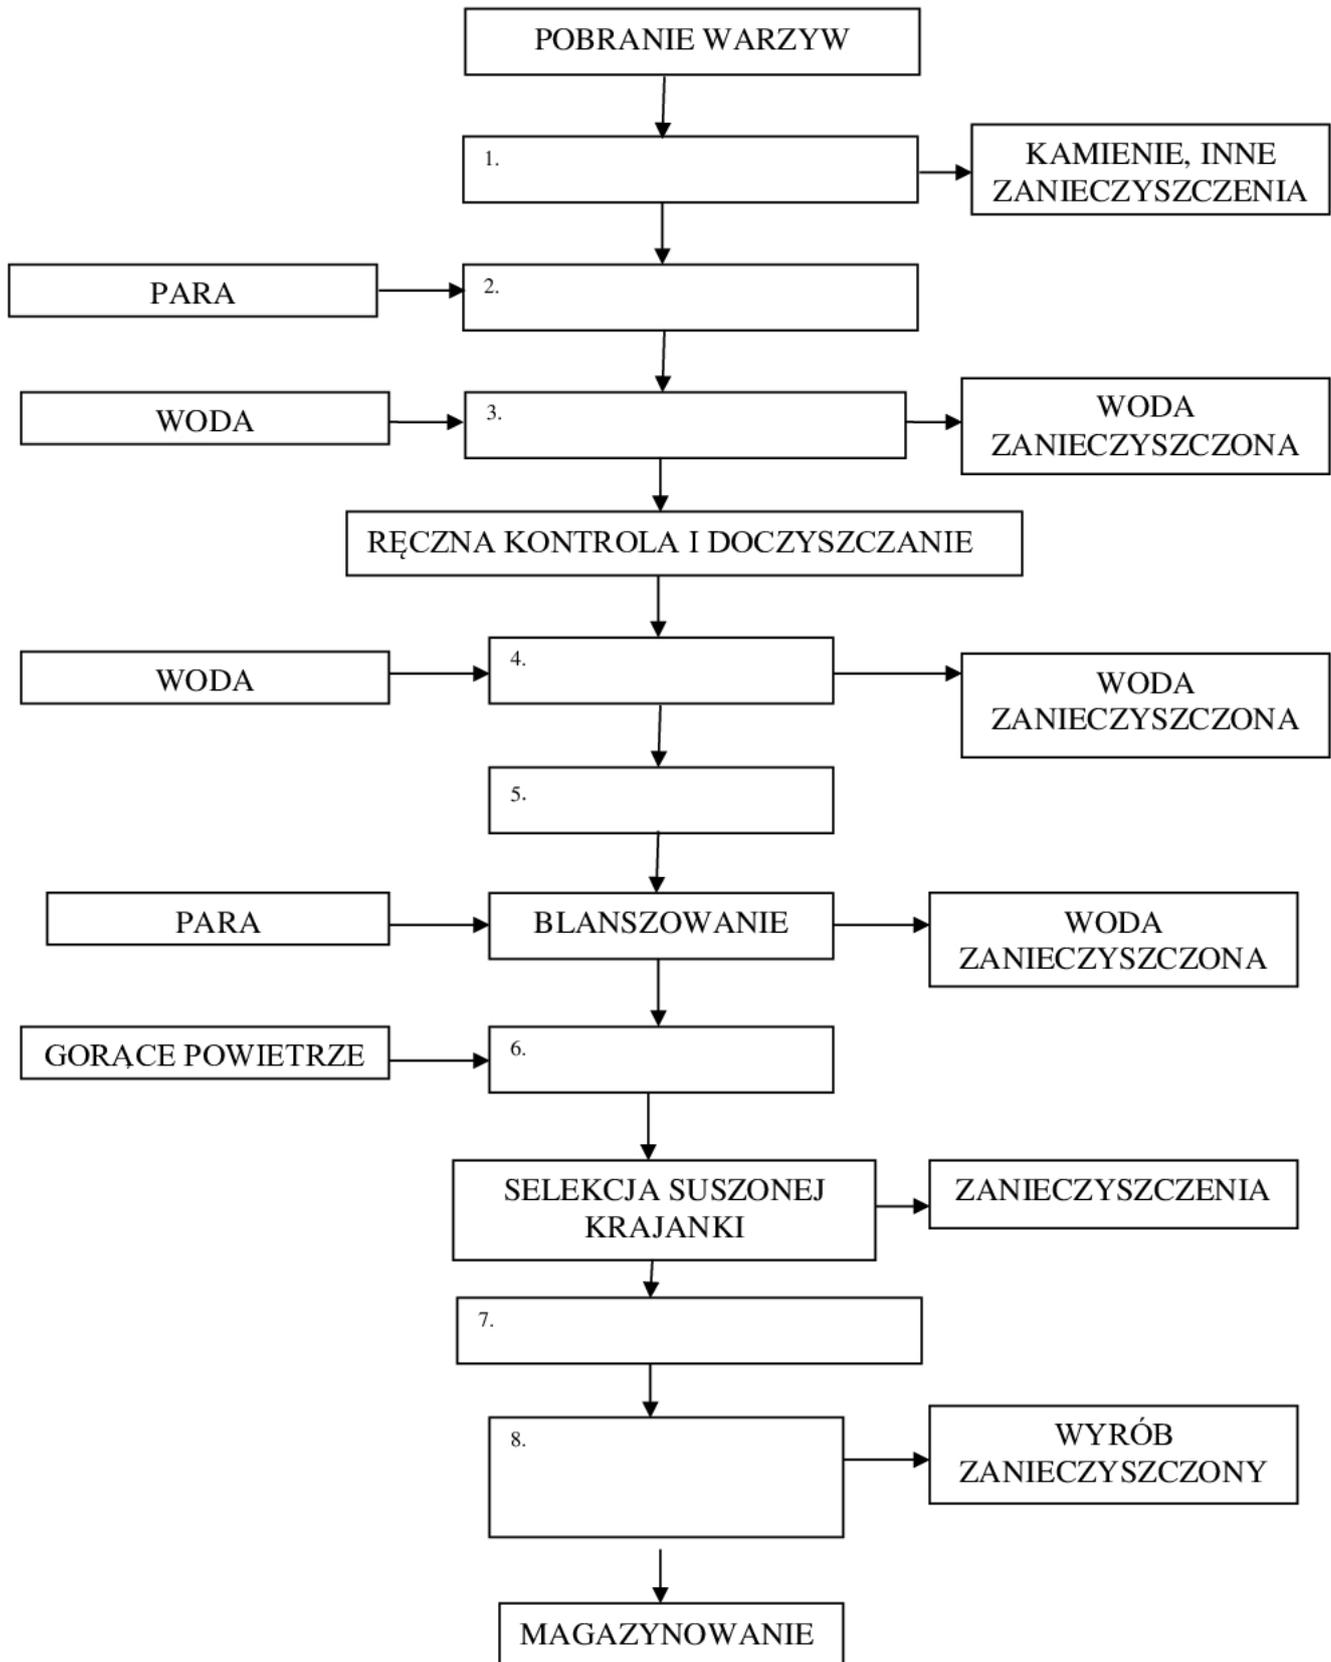 POBRANIE WARZYW
1.
KAMIENIE, INNE
ZANIECZYSZCZENIA
PARA
2.
WODA
3.
WODA
ZANIECZYSZCZONA
RĘCZNA KONTROLA I DOCZYSZCZANIE
WODA
4.
WODA
ZANIECZYSZCZONA
5.
PARA
BLANSZOWANIE
WODA
ZANIECZYSZCZONA
GORĄCE POWIETRZE
6.
SELEKCJA SUSZONEJ
KRAJANKI
ZANIECZYSZCZENIA
7.
8.
WYRÓB
ZANIECZYSZCZONY
MAGAZYNOWANIE